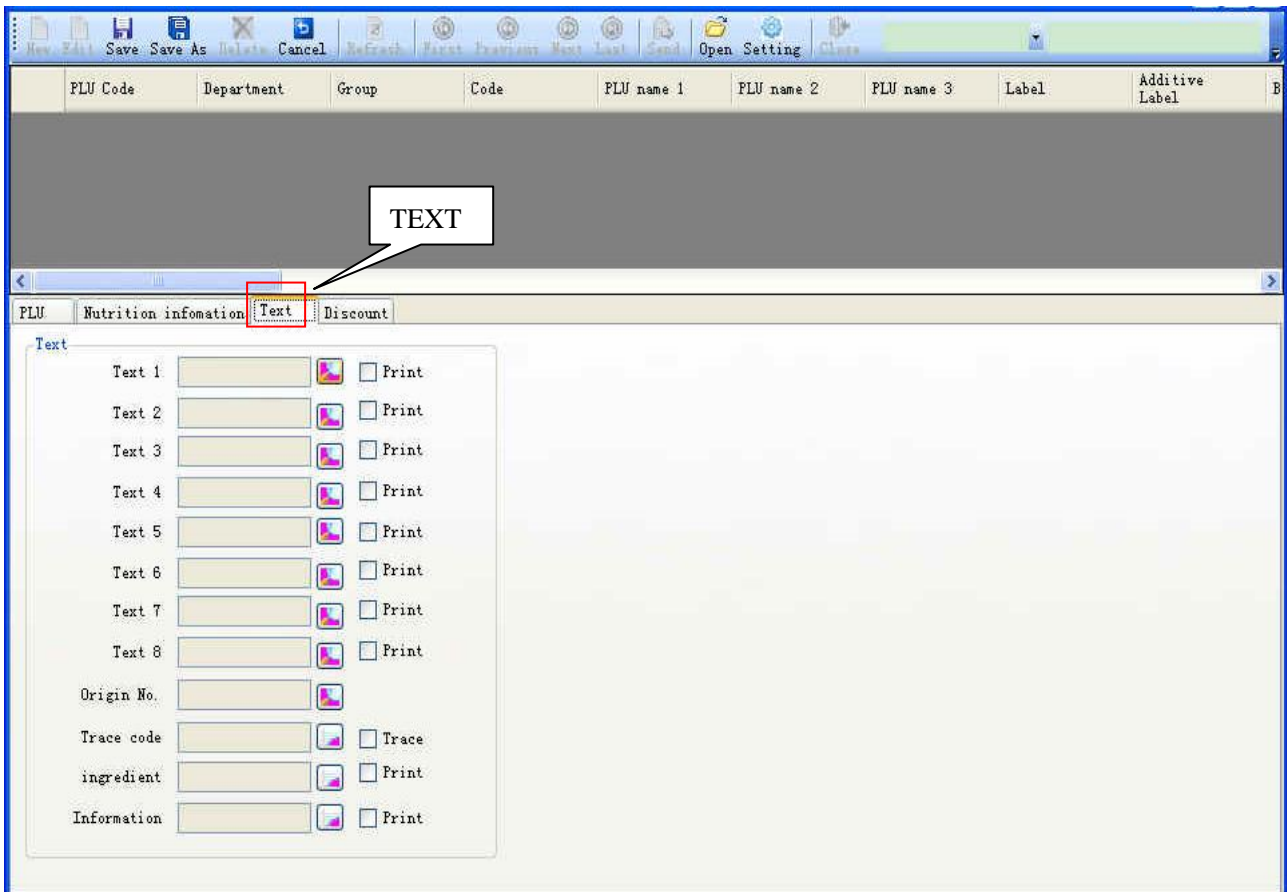 New Edit Save Save As Delete Cancel Refresh First Previous Next Last Send Open Setting Close
PLU Code Department Group Code PLU name 1 PLU name 2 PLU name 3 Label Additive Label B
TEXT
PLU Nutrition infomation Text Discount
Text
Text 1 Print
Text 2 Print
Text 3 Print
Text 4 Print
Text 5 Print
Text 6 Print
Text 7 Print
Text 8 Print
Origin No.
Trace code Trace
ingredient Print
Information Print